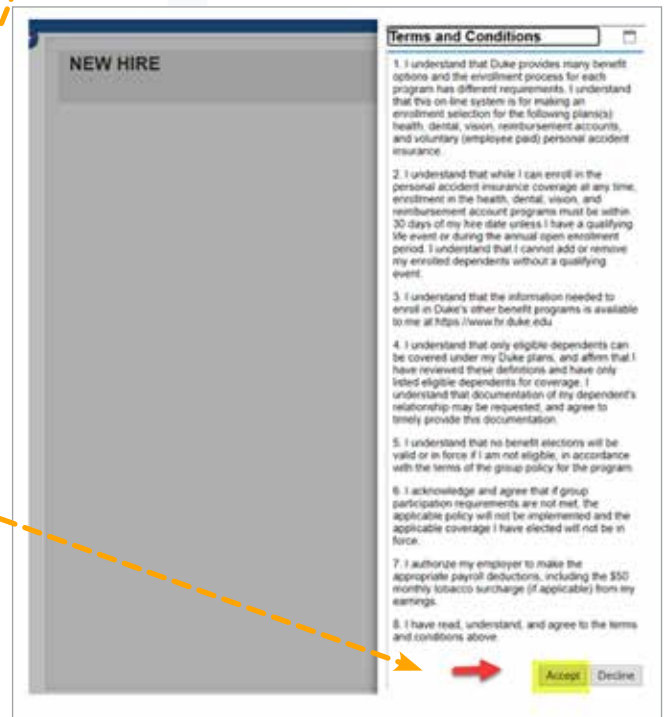 NEW HIRE
Terms and Conditions
1. I understand that Duke provides many benefit
options and the enrollment process for each
program has different requirements. I understand
that this on-line system is for making an
enrollment selection for the following plans(s)
health, dental, vision, reimbursement accounts,
and voluntary (employee paid) personal accident
insurance.
2. I understand that while I can enroll in the
personal accident insurance coverage at any time,
enrollment in the health, dental, vision, and
reimbursement account programs must be within
30 days of my hire date unless I have a qualifying
life event or during the annual open enrollment
period. I understand that I cannot add or remove
my enrolled dependents without a qualifying
event.
3. I understand that the information needed to
enroll in Duke's other benefit programs is available
to me at https://www.hr.duke.edu
4. I understand that only eligible dependents can
be covered under my Duke plans, and affirm that I
have reviewed these definitions and have only
listed eligible dependents for coverage. I
understand that documentation of my dependent's
relationship may be requested, and agree to
timely provide this documentation.
5. I understand that no benefit elections will be
valid or in force if I am not eligible, in accordance
with the terms of the group policy for the program.
6. I acknowledge and agree that if group
participation requirements are not met, the
applicable policy will not be implemented and the
applicable coverage I have elected will not be in
force.
7. I authorize my employer to make the
appropriate payroll deductions, including the $50
monthly tobacco surcharge (if applicable) from my
earnings.
8. I have read, understand, and agree to the terms
and conditions above.
Accept Decline